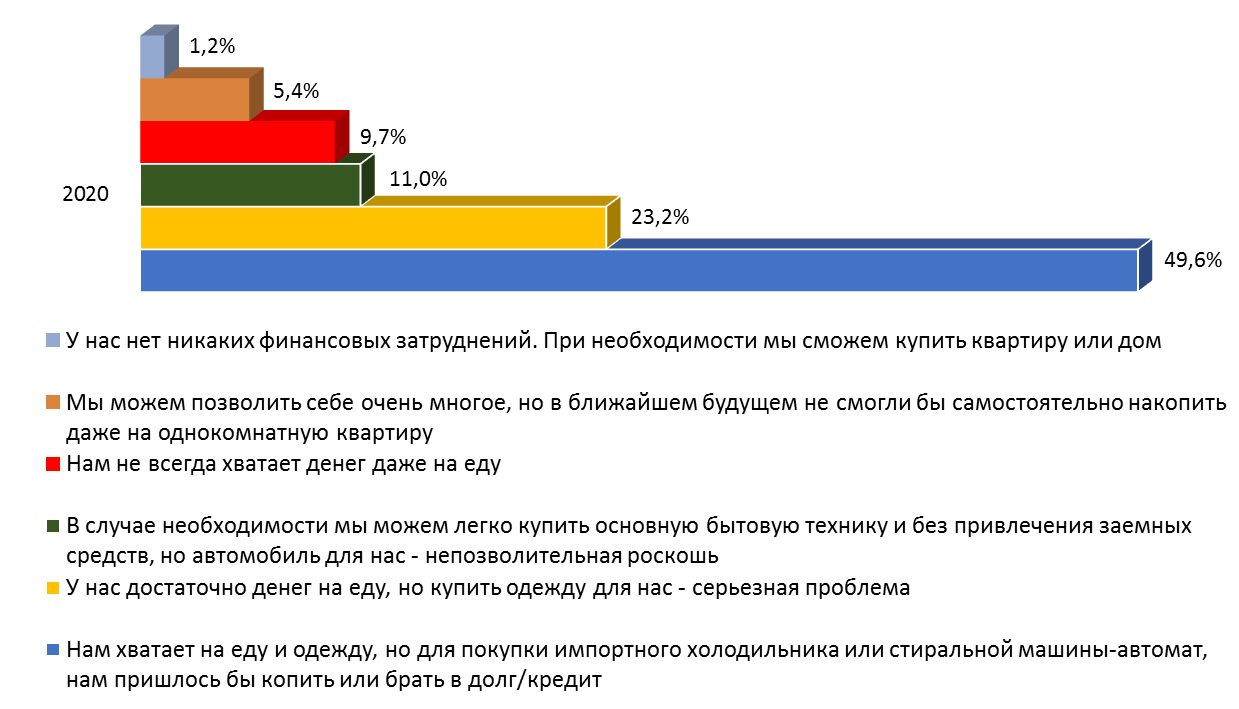 1,2%
5,4%
9,7%
11,0%
2020
23,2%
49,6%
У нас нет никаких финансовых затруднений. При необходимости мы сможем купить квартиру или дом
Мы можем позволить себе очень многое, но в ближайшем будущем не смогли бы самостоятельно накопить
даже на однокомнатную квартиру
Нам не всегда хватает денег даже на еду
В случае необходимости мы можем легко купить основную бытовую технику и без привлечения заемных
средств, но автомобиль для нас - непозволительная роскошь
У нас достаточно денег на еду, но купить одежду для нас - серьезная проблема
Нам хватает на еду и одежду, но для покупки импортного холодильника или стиральной машины-автомат,
нам пришлось бы копить или брать в долг/кредит